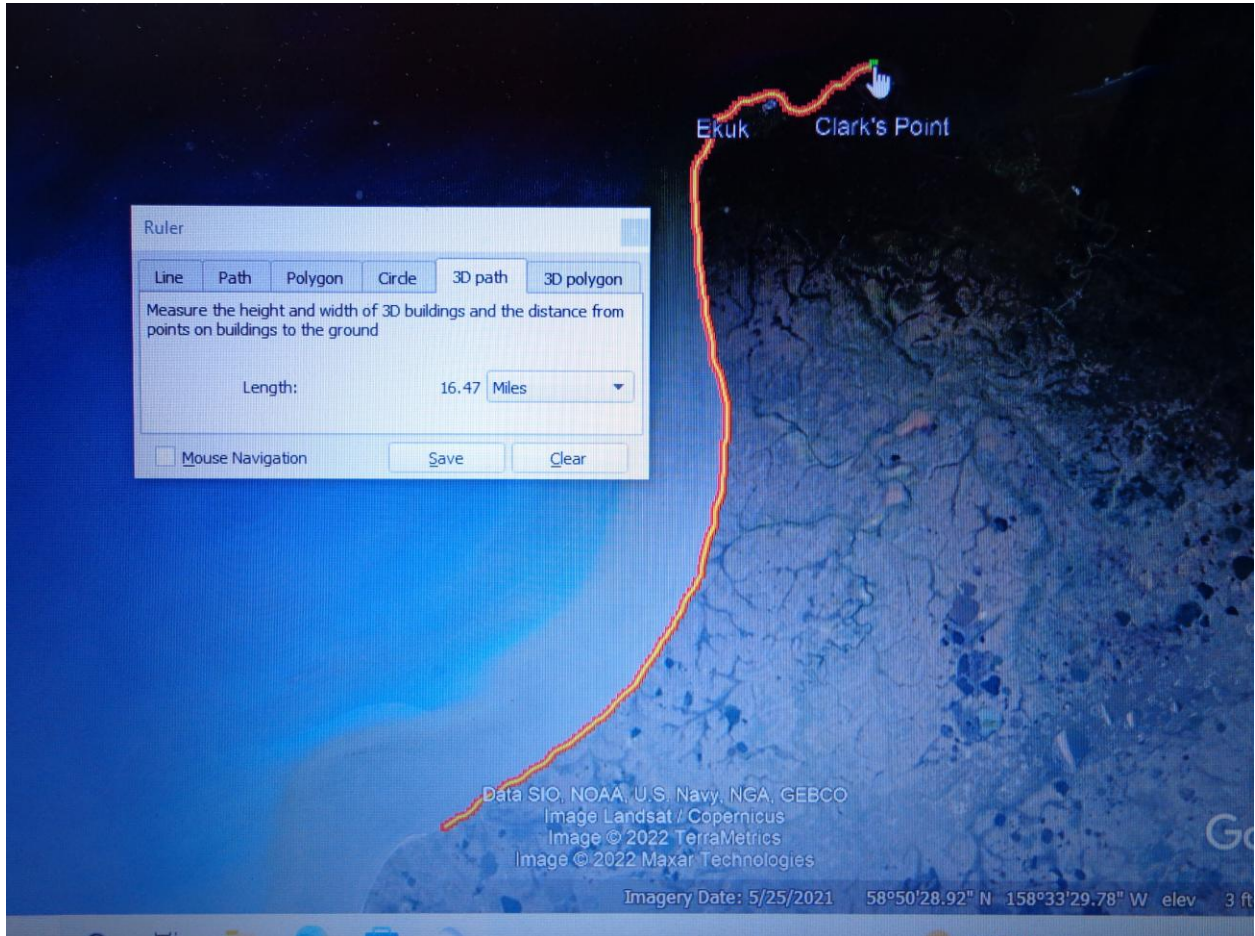 Ekuk
Clark's Point
Ruler
Line Path Polygon Circle 3D path 3D polygon
Measure the height and width of 3D buildings and the distance from
points on buildings to the ground
Length: 16.47 Miles
Mouse Navigation Save Clear
Data SIO, NOAA, U.S. Navy, NGA, GEBCO
Image Landsat / Copernicus
Image © 2022 TerraMetrics
Image © 2022 Maxar Technologies
Imagery Date: 5/25/2021 58°50'28.92" N 158°33'29.78" W elev 3 ft